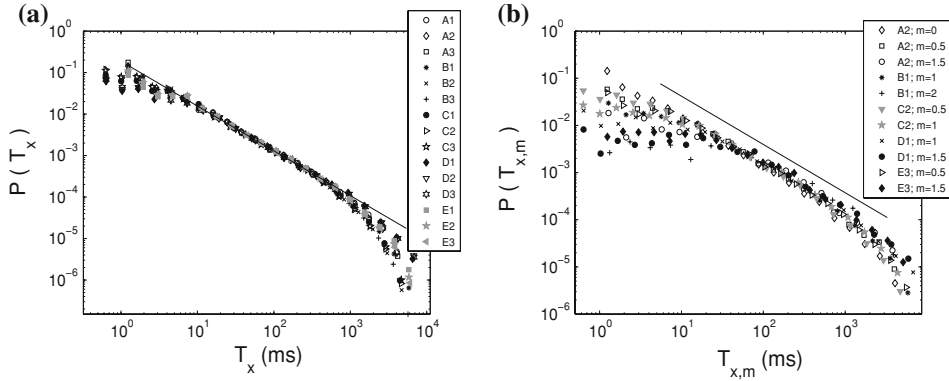 (a)
10^0
10^-1
10^-2
10^-3
10^-4
10^-5
10^-6
P ( T_x )
10^0 10^1 10^2 10^3 10^4
T_x (ms)
A1
A2
A3
B1
B2
B3
C1
C2
C3
D1
D2
D3
E1
E2
E3
(b)
10^0
10^-1
10^-2
10^-3
10^-4
10^-5
10^-6
P ( T_x,m )
10^0 10^1 10^2 10^3
T_x,m (ms)
A2; m=0
A2; m=0.5
A2; m=1.5
B1; m=1
B1; m=2
C2; m=0.5
C2; m=1
D1; m=1
D1; m=1.5
E3; m=0.5
E3; m=1.5